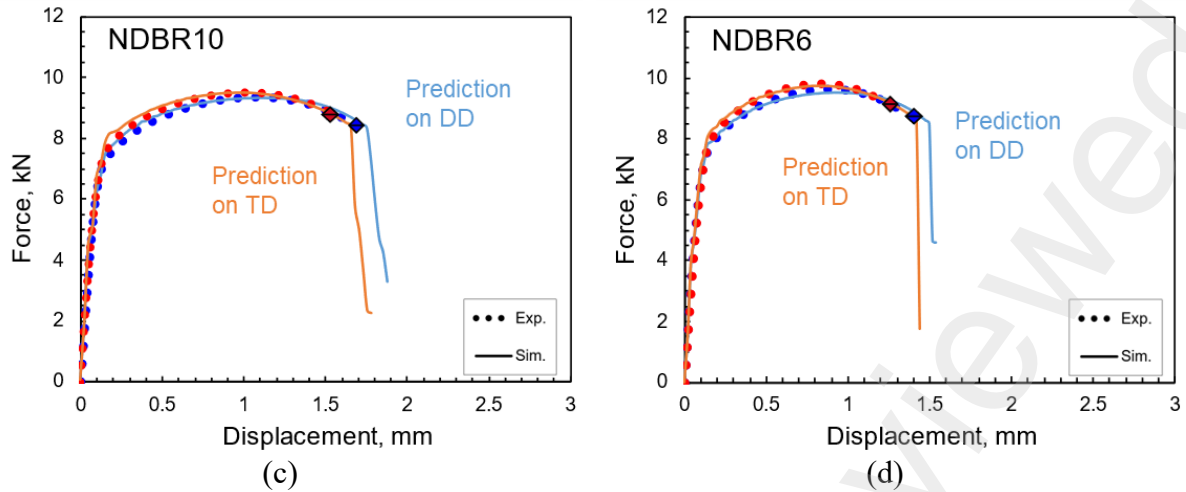 NDBR10
Prediction
on DD
Prediction
on TD
Exp.
Sim.
Force, kN
12
10
8
6
4
2
0
0
0.5
1
1.5
2
2.5
3
Displacement, mm
(c)
NDBR6
Prediction
on DD
Prediction
on TD
Exp.
Sim.
Force, kN
12
10
8
6
4
2
0
0
0.5
1
1.5
2
2.5
3
Displacement, mm
(d)
viewed